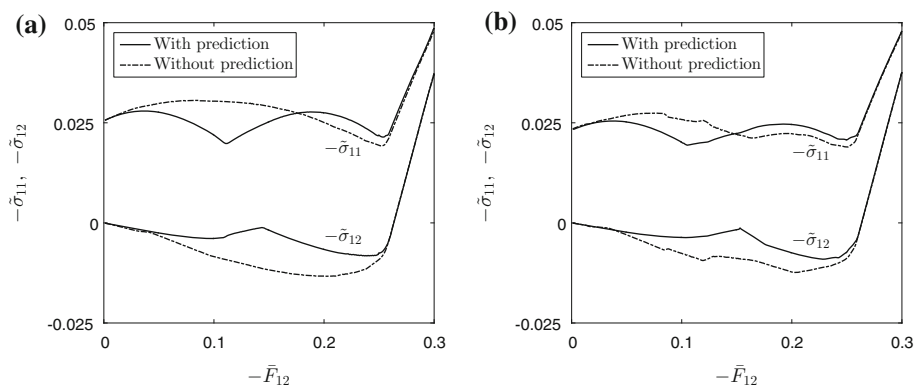 (a)
0.05
With prediction
Without prediction
0.025
−σ̃₁₁
0
−σ̃₁₂
-0.025
0
0.1
0.2
0.3
−σ̃₁₁, −σ̃₁₂
−F̄₁₂
(b)
0.05
With prediction
Without prediction
0.025
−σ̃₁₁
0
−σ̃₁₂
-0.025
0
0.1
0.2
0.3
−σ̃₁₁, −σ̃₁₂
−F̄₁₂